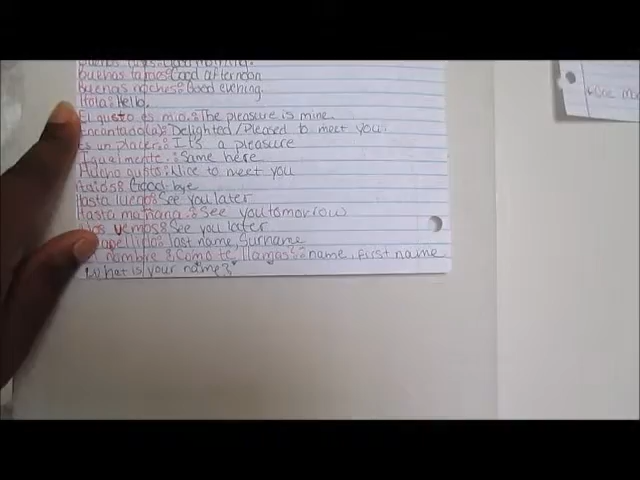 Buenas tardes: Good afternoon
Buenas noches: Good evening.
Hola: Hello.
El gusto es mio.: The pleasure is mine.
Encantado(a): Delighted/Pleased to meet you.
Es un placer.: It's a pleasure
Igualmente.: Same here
Mucho gusto: Nice to meet you
Adiós: Good bye
Hasta luego: See you later
Hasta mañana: See you tomorrow
Nos vemos: See you later
apellido: last name, Surname
nombre: Como te llamas?: name, first name
What is your name?